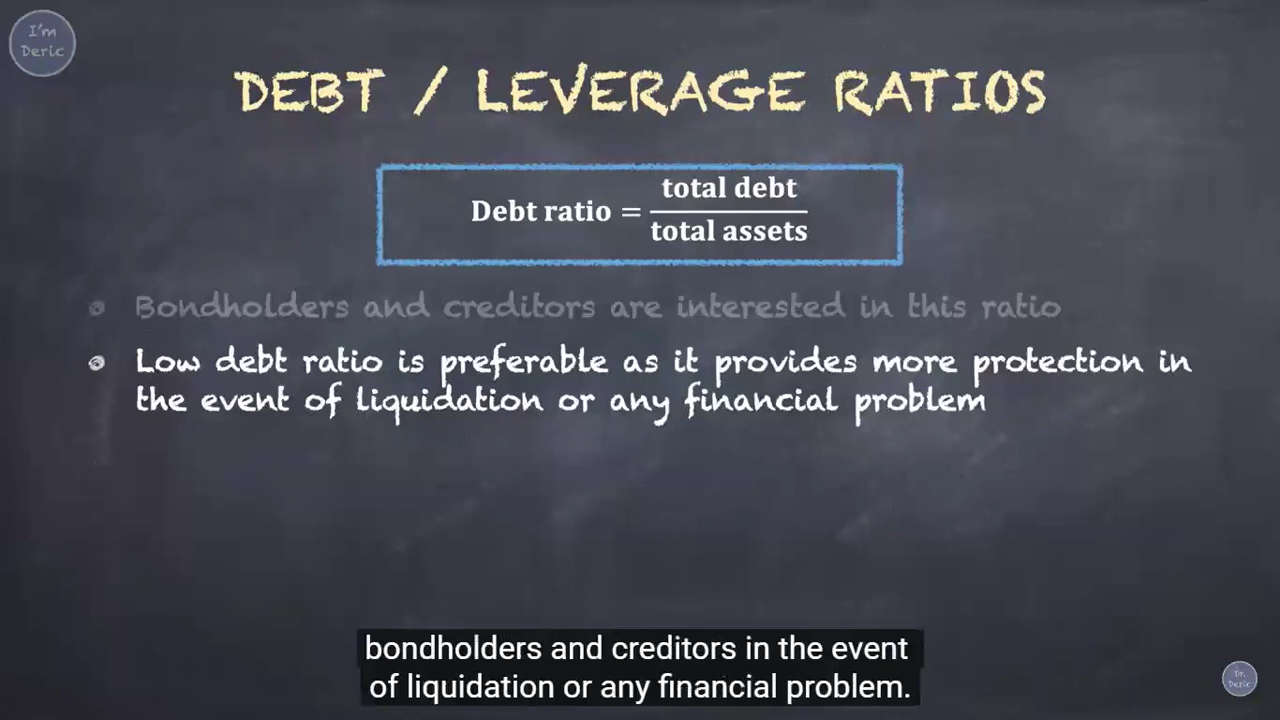 I'm
Deric
DEBT / LEVERAGE RATIOS
Debt ratio = total debt / total assets
Bondholders and creditors are interested in this ratio
Low debt ratio is preferable as it provides more protection in
the event of liquidation or any financial problem
bondholders and creditors in the event
of liquidation or any financial problem.
Dr.
Deric